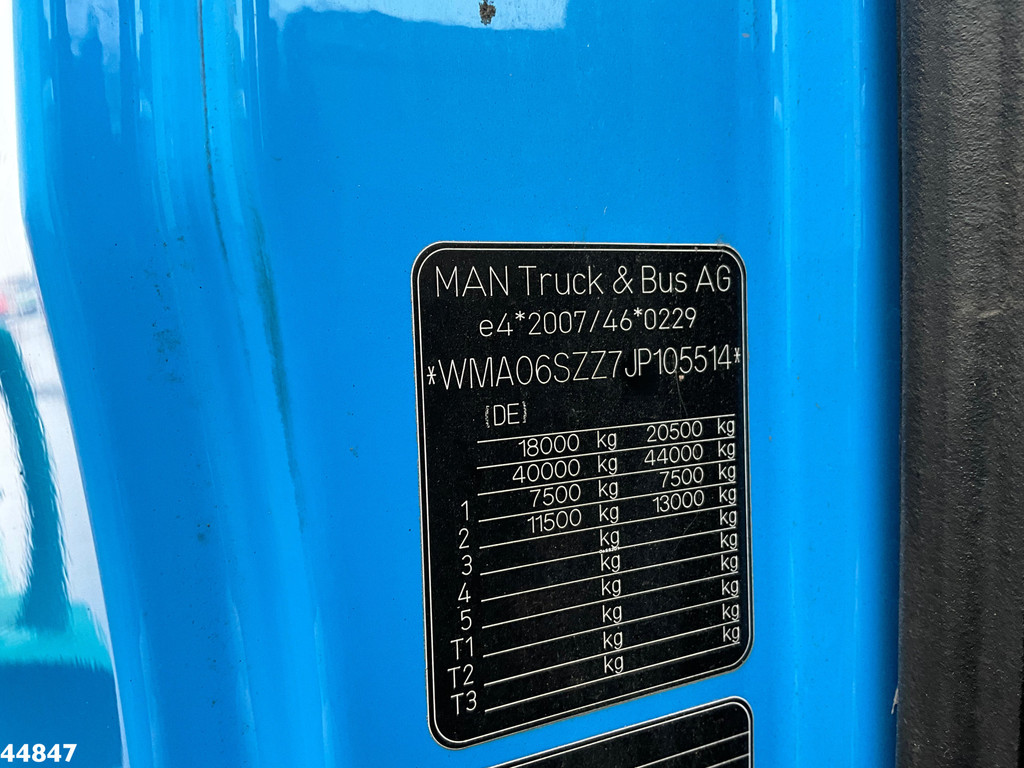 MAN Truck & Bus AG
e4*2007/46*0229
*WMA06SZZ7JP105514*
(DE)
18000 kg 20500 kg
40000 kg 44000 kg
1 7500 kg 7500 kg
2 11500 kg 13000 kg
3 kg kg
4 kg kg
5 kg kg
T1 kg kg
T2 kg kg
T3 kg kg
44847